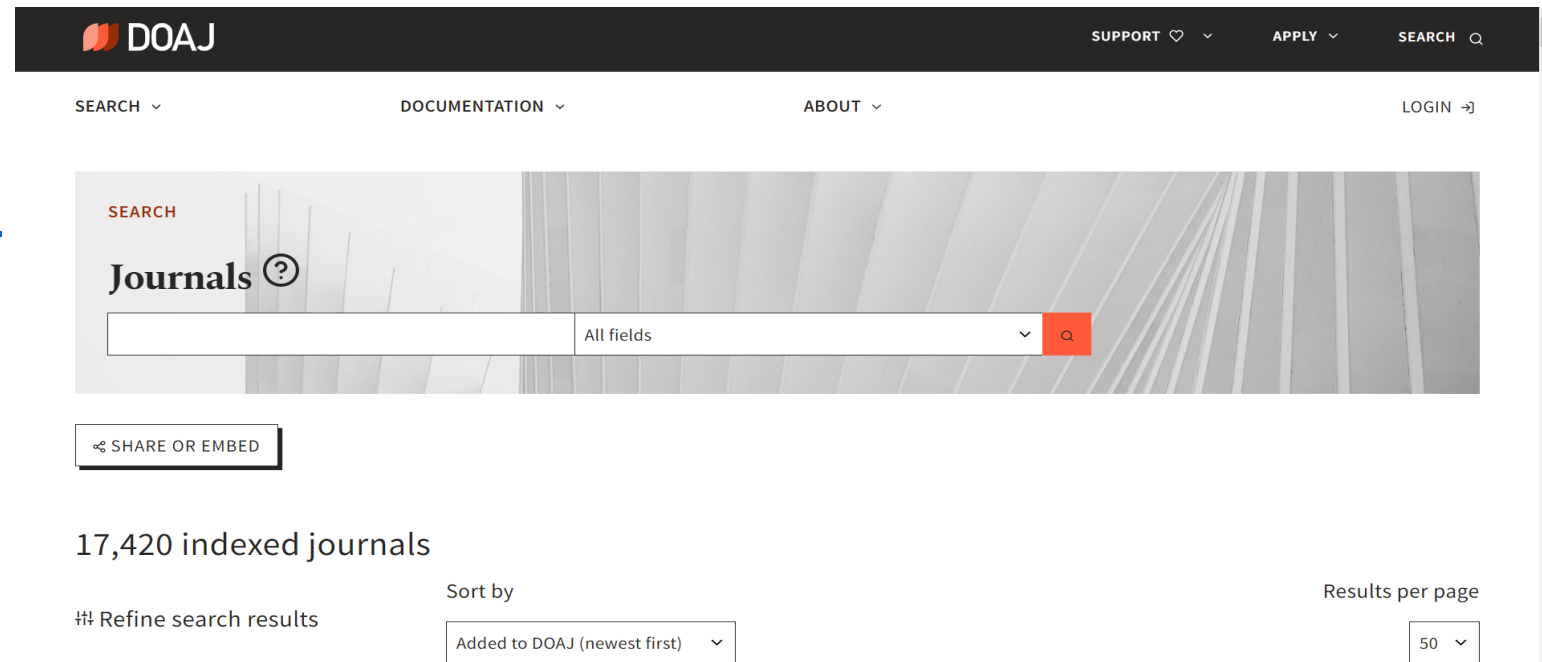 DOAJ
SUPPORT APPLY SEARCH
SEARCH DOCUMENTATION ABOUT LOGIN
SEARCH
Journals ?
All fields
SHARE OR EMBED
17,420 indexed journals
Sort by Results per page
Refine search results
Added to DOAJ (newest first) 50